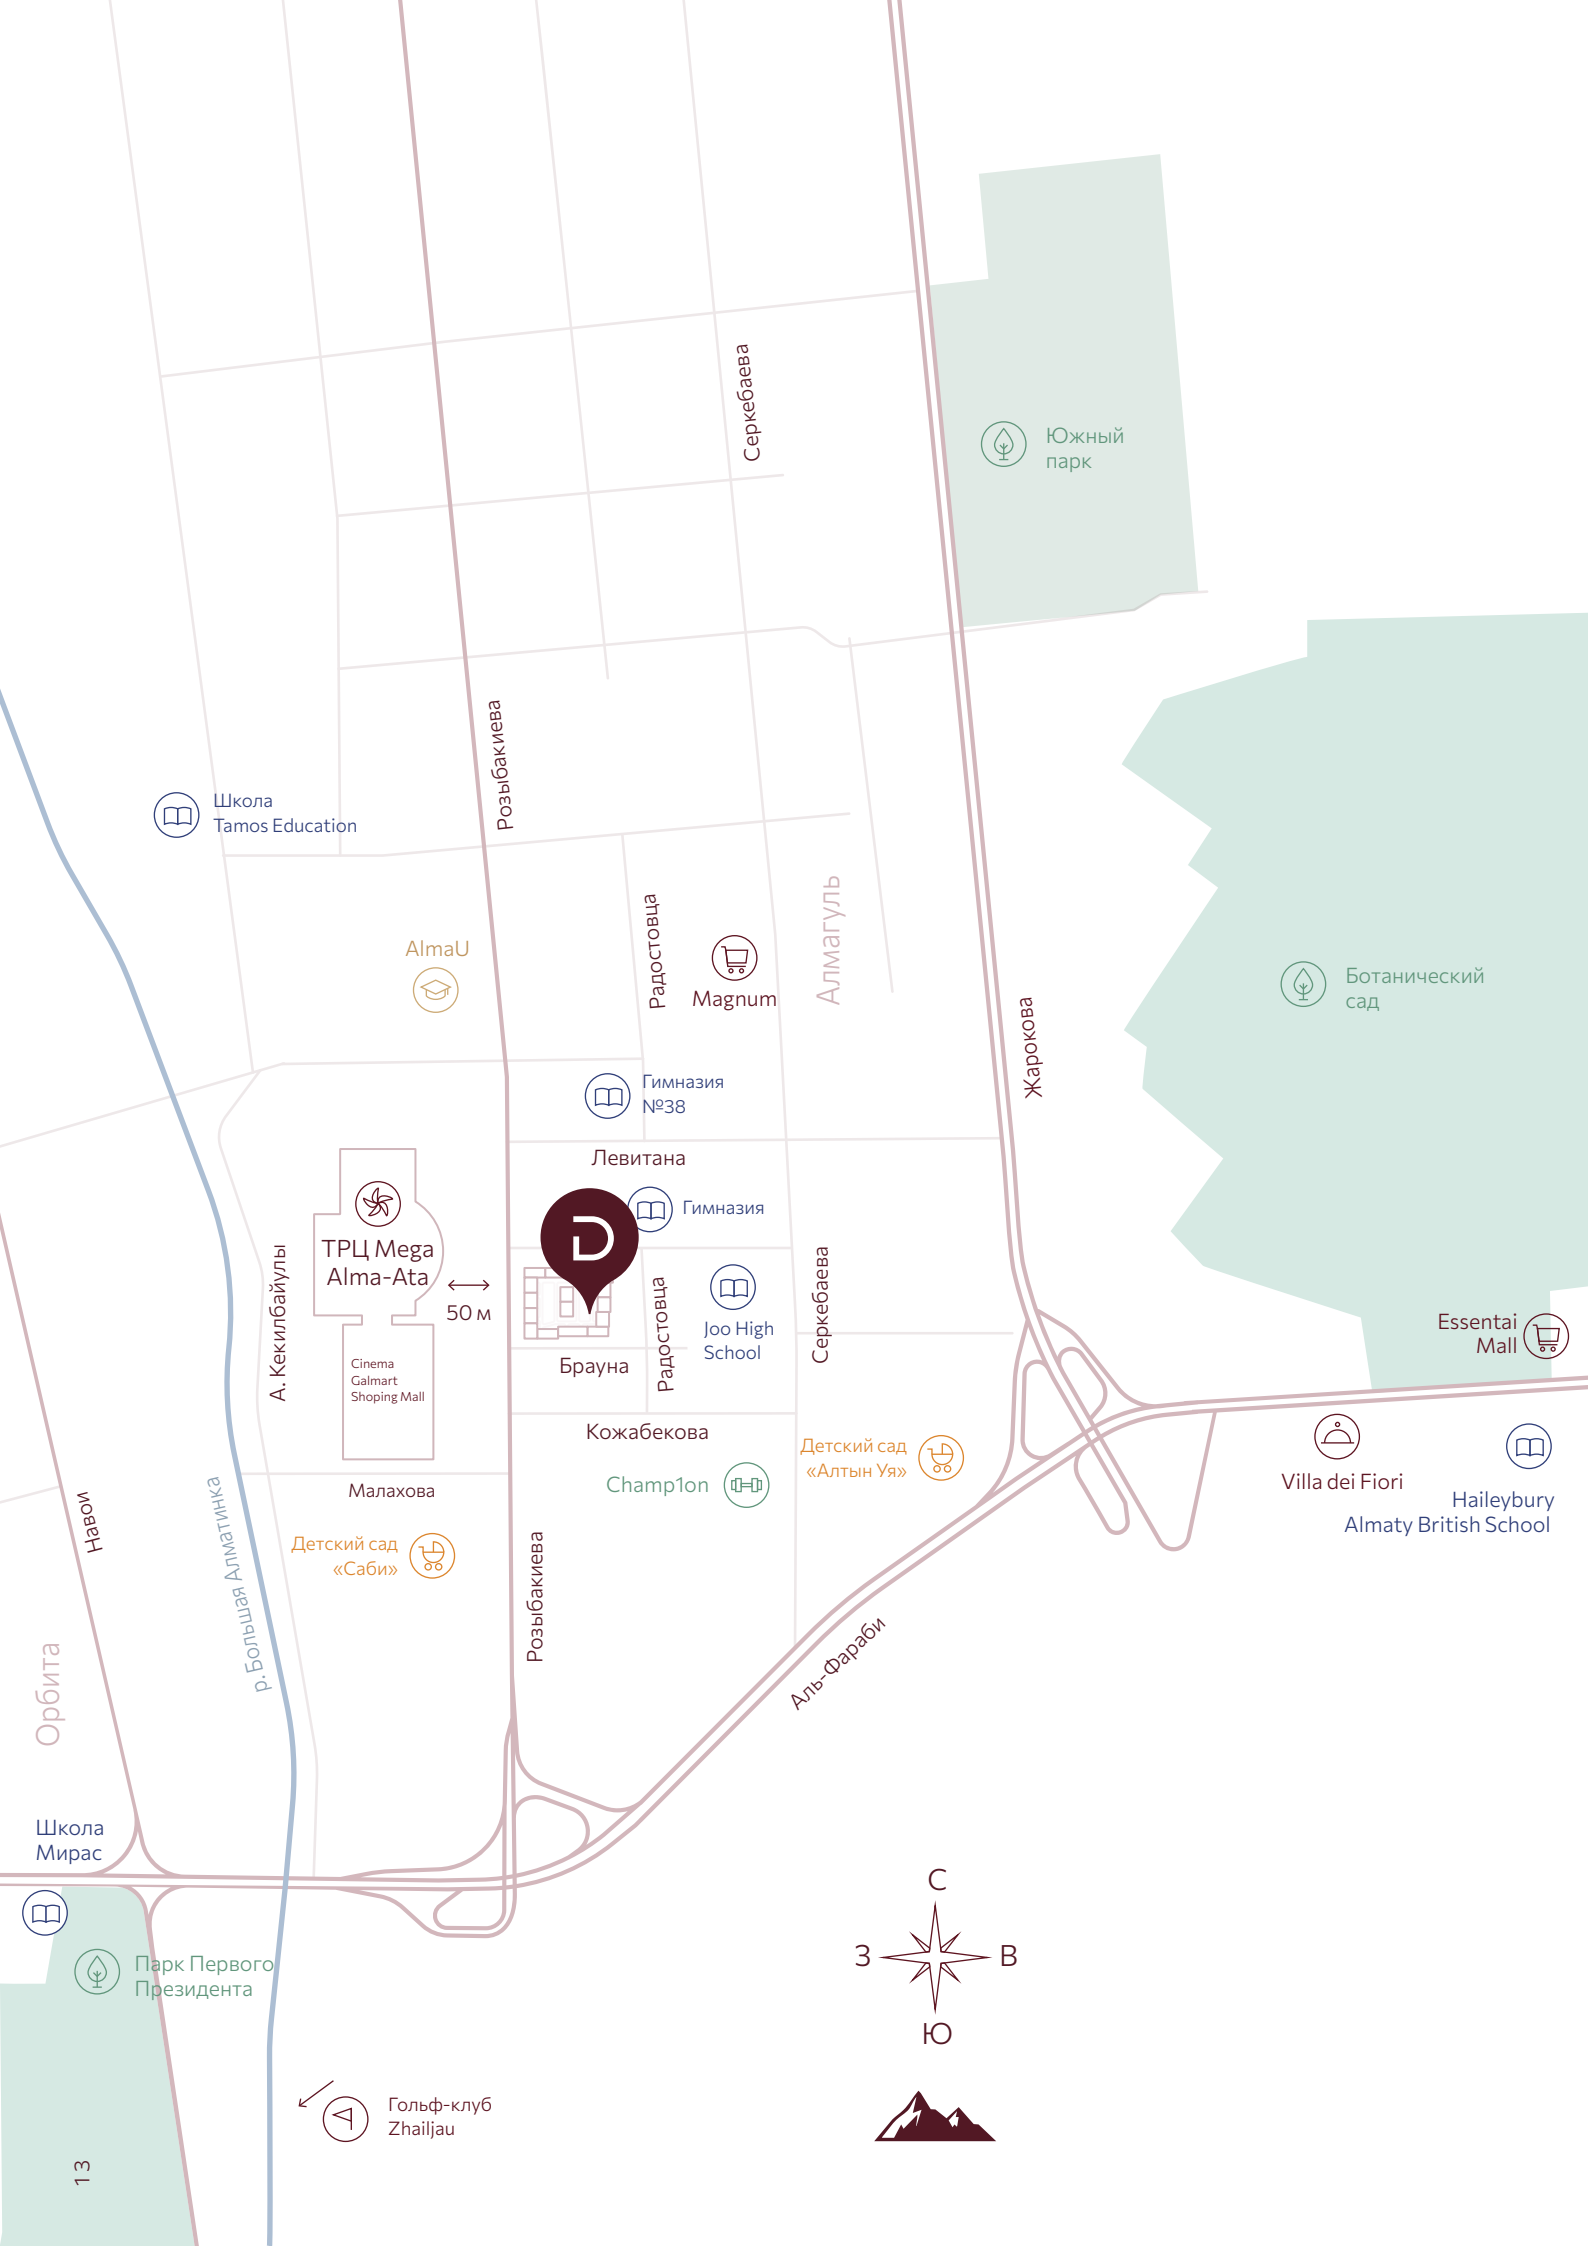 Серкебаева
Южный
парк
Розыбакиева
Школа
Tamos Education
Алмагуль
Радостовца
AlmaU
Magnum
Ботанический
сад
Жарокова
Гимназия
№38
Левитана
Гимназия
D
ТРЦ Mega
Alma-Ata
50 м
А. Кекилбайулы
Cinema
Galmart
Shoping Mall
Радостовца
Joo High
School
Серкебаева
Брауна
Essentai
Mall
Кожабекова
Детский сад
«Алтын Уя»
Champ1on
Villa dei Fiori
Haileybury
Almaty British School
Малахова
Навои
р. Большая Алматинка
Детский сад
«Саби»
Розыбакиева
Аль-Фараби
Орбита
Школа
Мирас
Парк Первого
Президента
С
З
В
Ю
Гольф-клуб
Zhailjau
13